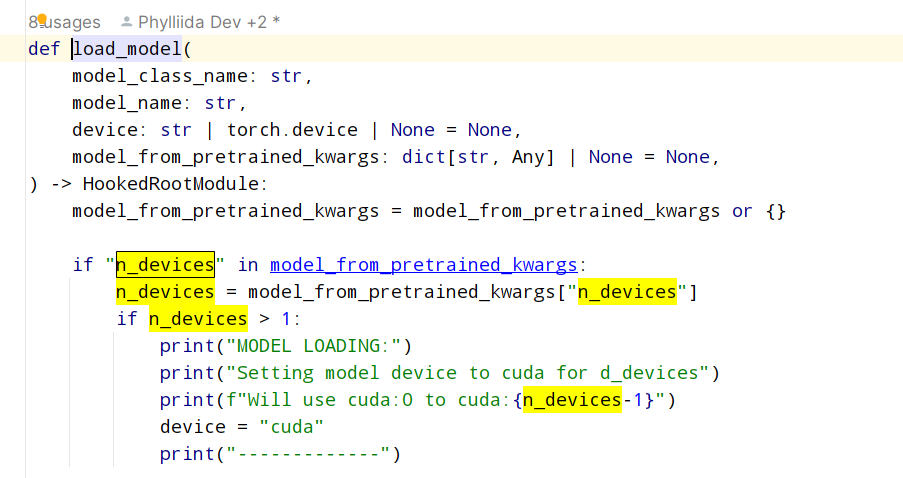 8 usages Phylliida Dev +2 *
def load_model(
    model_class_name: str,
    model_name: str,
    device: str | torch.device | None = None,
    model_from_pretrained_kwargs: dict[str, Any] | None = None,
) -> HookedRootModule:
    model_from_pretrained_kwargs = model_from_pretrained_kwargs or {}
    if "n_devices" in model_from_pretrained_kwargs:
        n_devices = model_from_pretrained_kwargs["n_devices"]
        if n_devices > 1:
            print("MODEL LOADING:")
            print("Setting model device to cuda for d_devices")
            print(f"Will use cuda:0 to cuda:{n_devices-1}")
            device = "cuda"
            print("-------------")